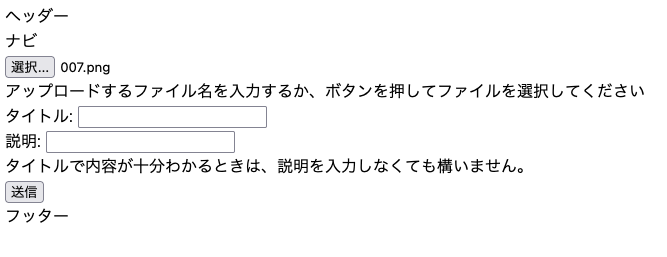 ヘッダー
ナビ
選択... 007.png
アップロードするファイル名を入力するか、ボタンを押してファイルを選択してください
タイトル:
説明:
タイトルで内容が十分わかるときは、説明を入力しなくても構いません。
送信
フッター